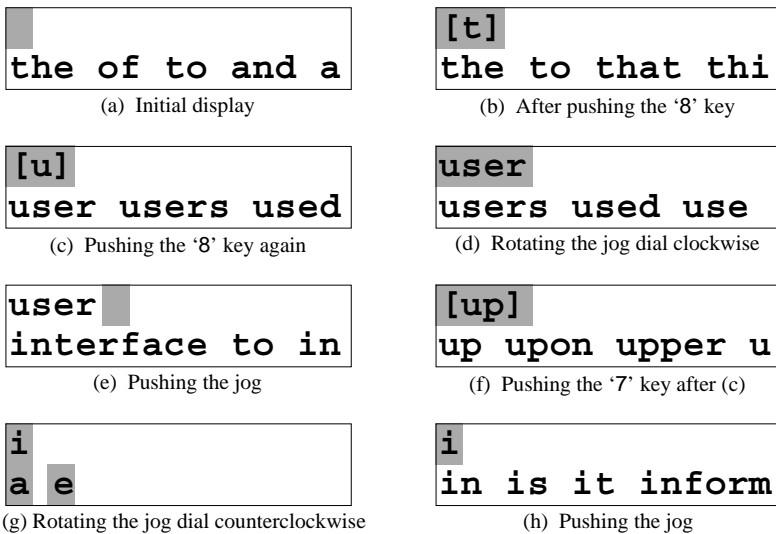 the of to and a
(a) Initial display
[t]
the to that thi
(b) After pushing the ‘8’ key
[u]
user users used
(c) Pushing the ‘8’ key again
user
users used use
(d) Rotating the jog dial clockwise
user
interface to in
(e) Pushing the jog
[up]
up upon upper u
(f) Pushing the ‘7’ key after (c)
i
a e
(g) Rotating the jog dial counterclockwise
i
in is it inform
(h) Pushing the jog